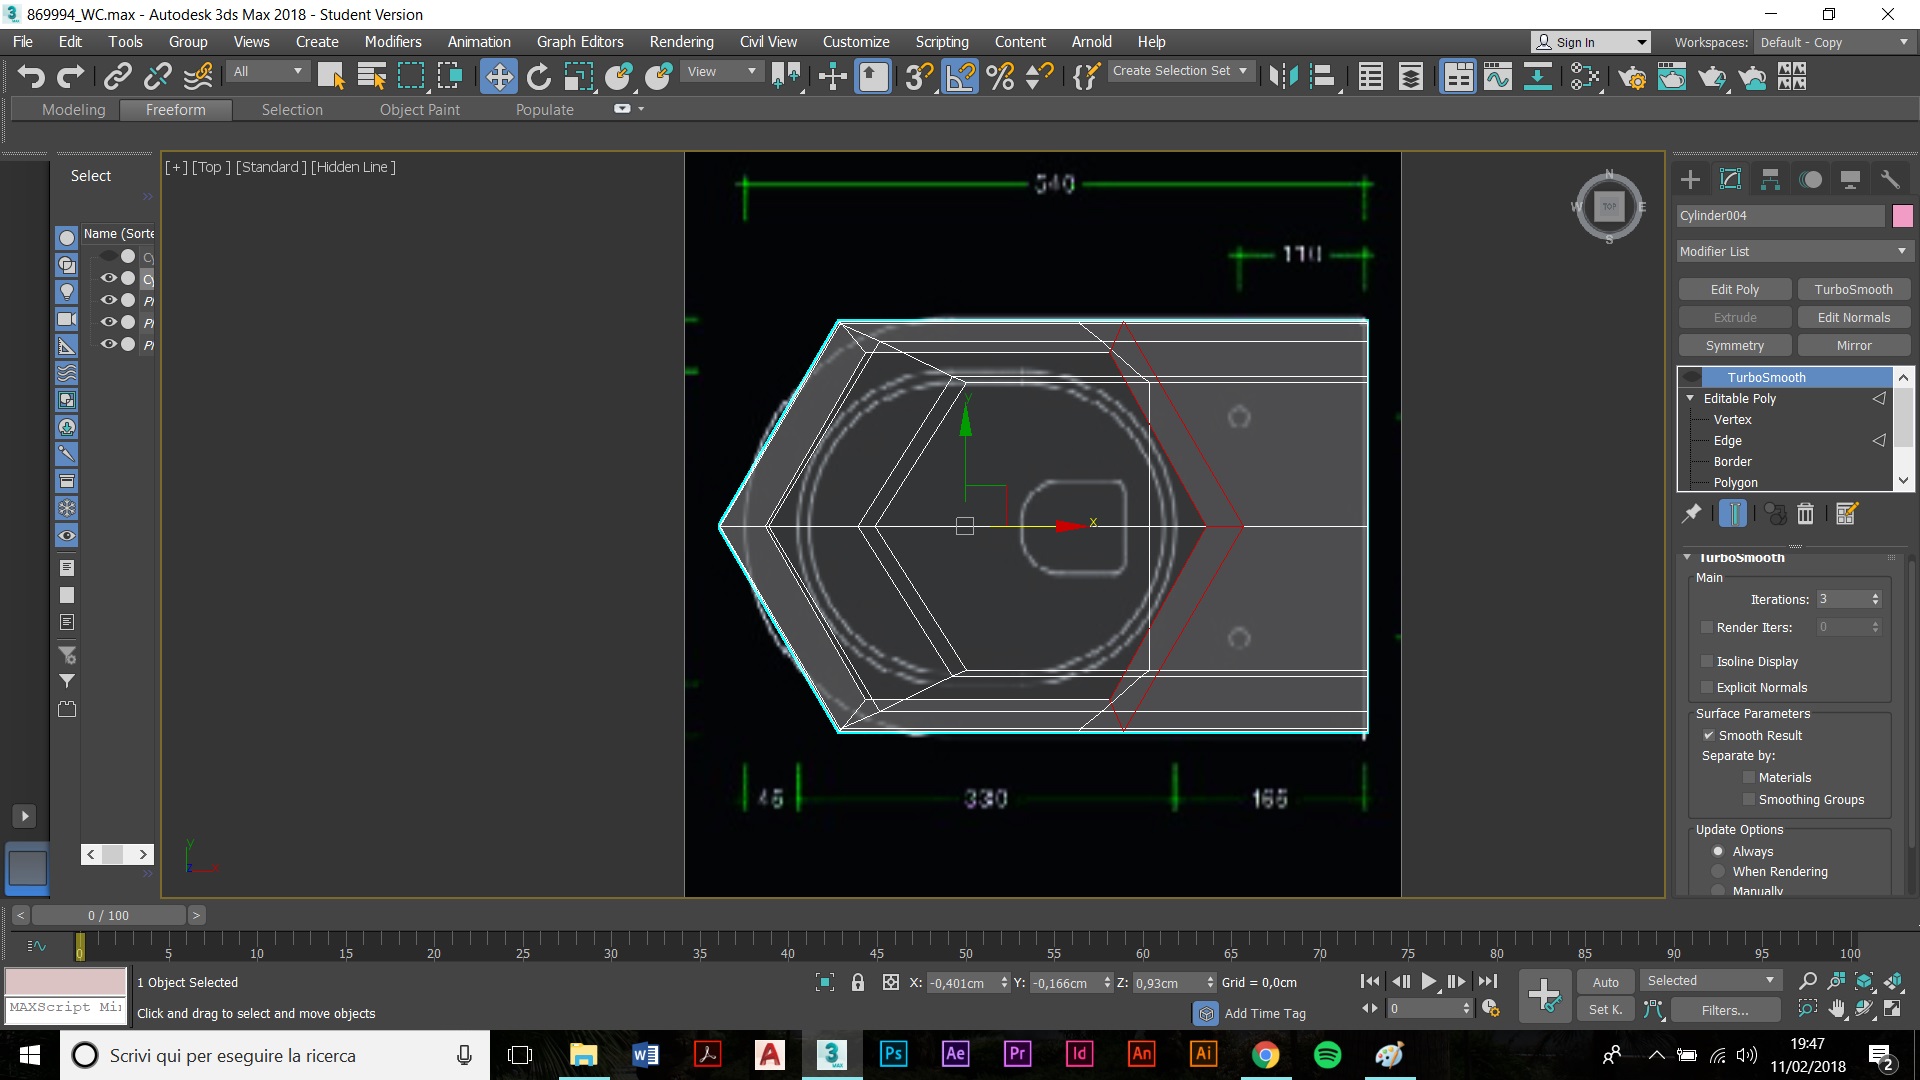 869994_WC.max - Autodesk 3ds Max 2018 - Student Version
File Edit Tools Group Views Create Modifiers Animation Graph Editors Rendering Civil View Customize Scripting Content Arnold Help
Sign In
Workspaces: Default - Copy
All
View
Create Selection Set
Modeling Freeform Selection Object Paint Populate
[+] [Top ] [Standard ] [Hidden Line ]
Select
Name (Sorte
540
110
N
W TOP E
S
Cylinder004
Modifier List
Edit Poly TurboSmooth
Extrude Edit Normals
Symmetry Mirror
TurboSmooth
Editable Poly
Vertex
Edge
Border
Polygon
TurboSmooth
Main
Iterations: 3
Render Iters: 0
Isoline Display
Explicit Normals
Surface Parameters
Smooth Result
Separate by:
Materials
Smoothing Groups
Update Options
Always
When Rendering
Manually
y
x
45 330 165
y
z x
0 / 100
0 5 10 15 20 25 30 35 40 45 50 55 60 65 70 75 80 85 90 95 100
1 Object Selected
MAXScript Mi
Click and drag to select and move objects
X: -0,401cm Y: -0,166cm Z: 0,93cm Grid = 0,0cm
Add Time Tag
0
Auto Selected
Set K. Filters...
Scrivi qui per eseguire la ricerca
Ps Ae Pr Id An Ai
19:47
11/02/2018
2